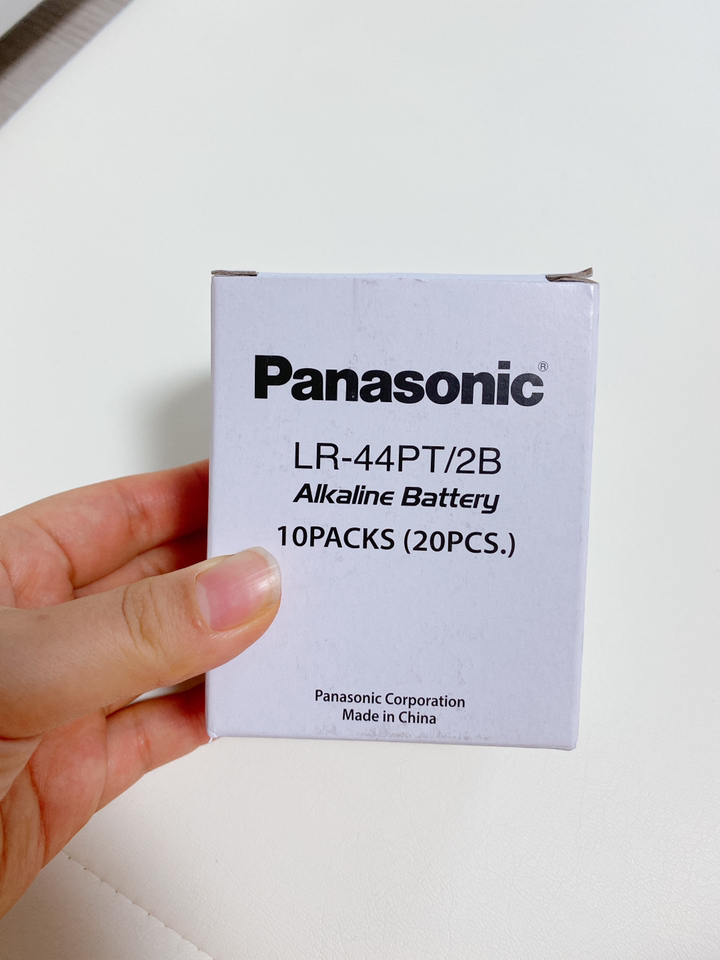 Panasonic®
LR-44PT/2B
Alkaline Battery
10PACKS (20PCS.)
Panasonic Corporation
Made in China